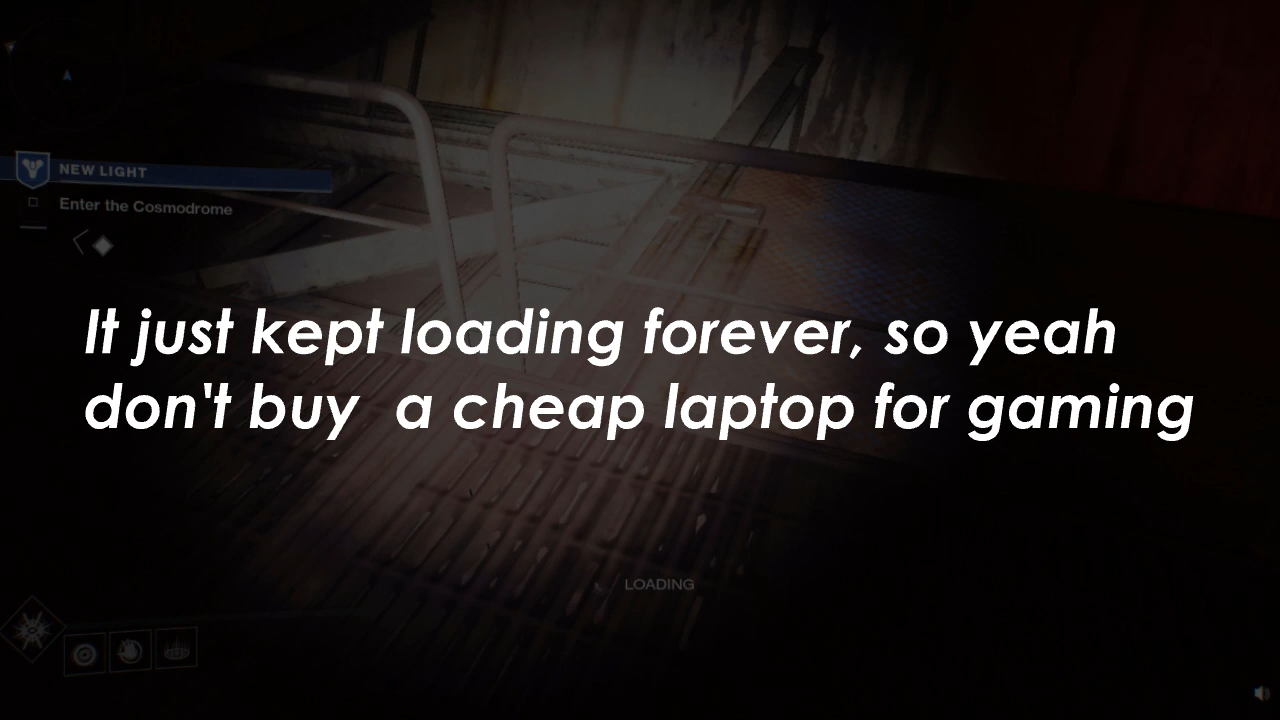 NEW LIGHT
Enter the Cosmodrome
It just kept loading forever, so yeah
don't buy  a cheap laptop for gaming
LOADING